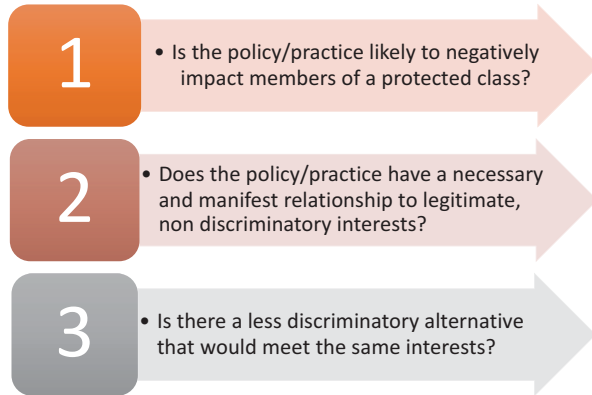 1
• Is the policy/practice likely to negatively
impact members of a protected class?
2
• Does the policy/practice have a necessary
and manifest relationship to legitimate,
non discriminatory interests?
3
• Is there a less discriminatory alternative
that would meet the same interests?